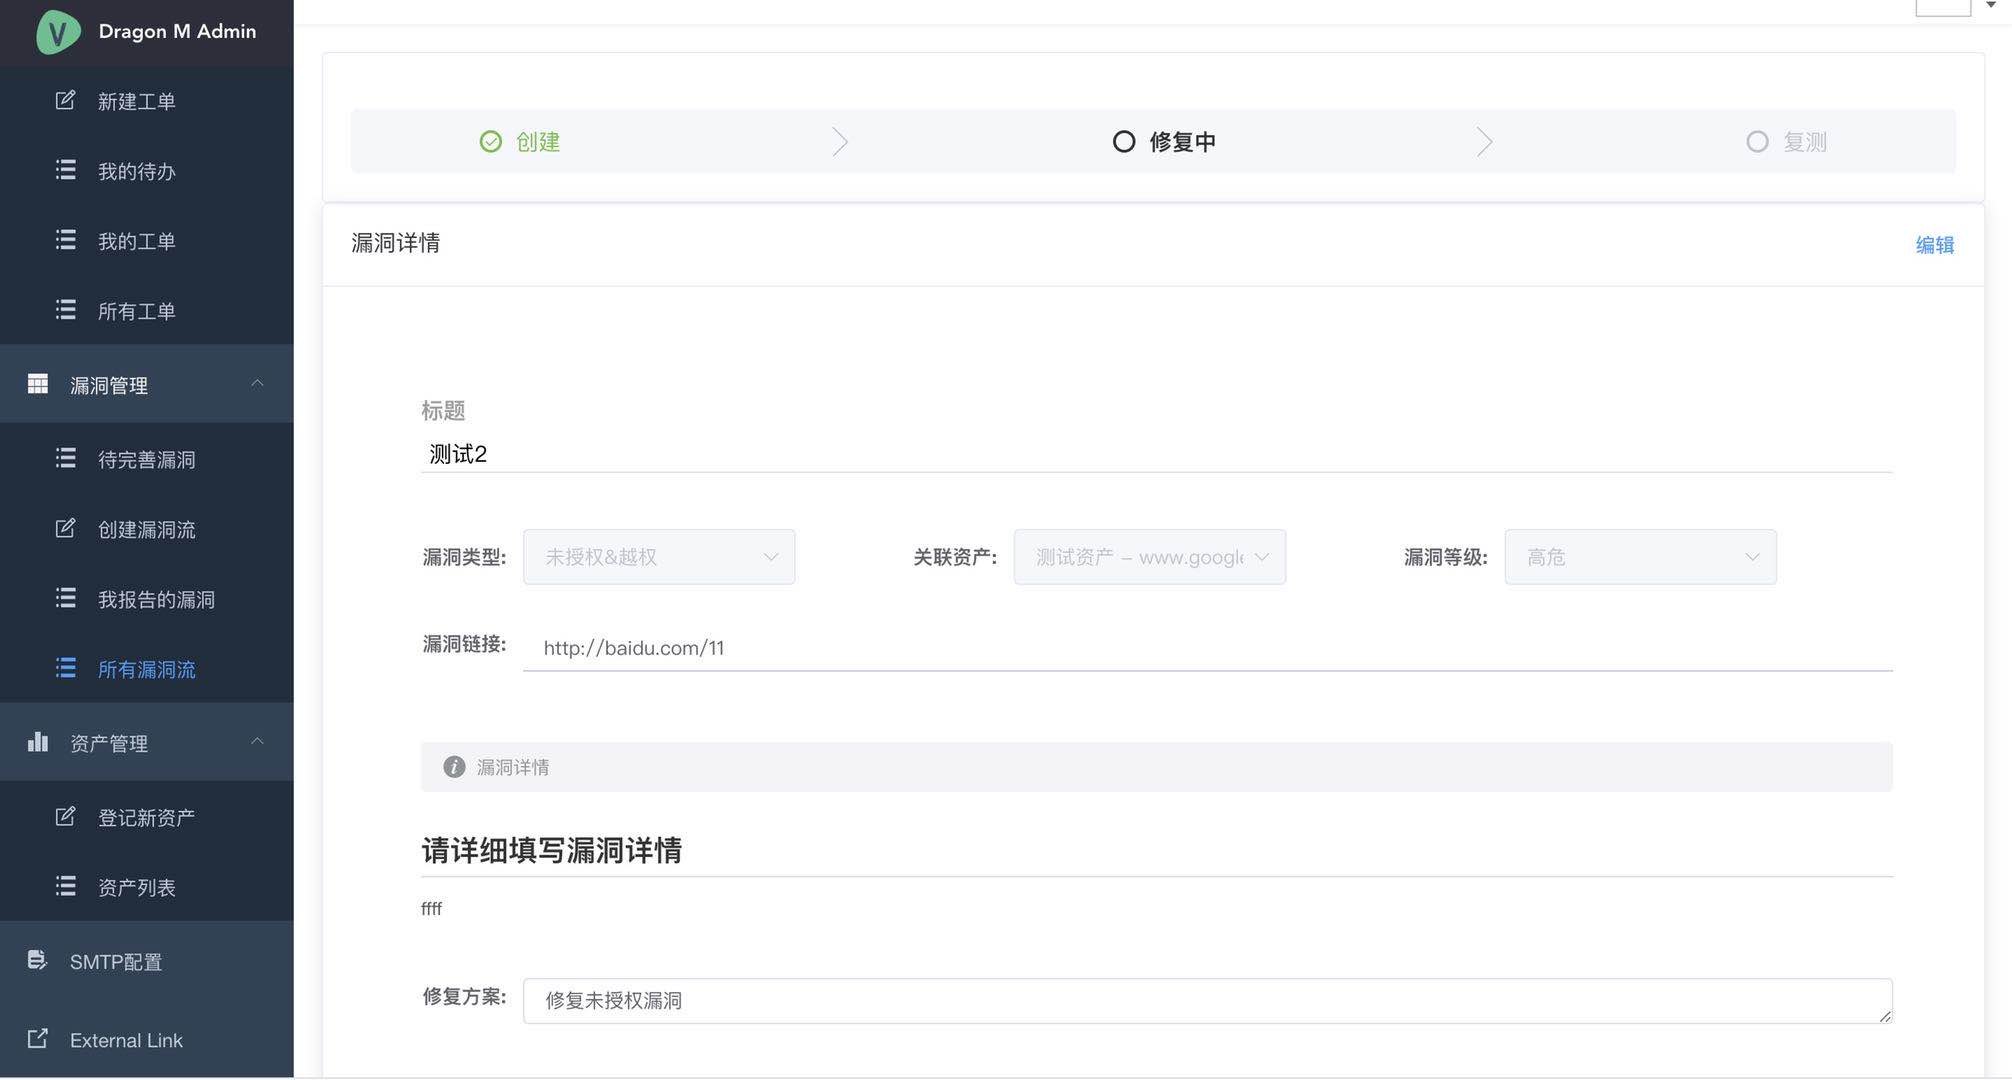 V
Dragon M Admin
新建工单
我的待办
我的工单
所有工单
漏洞管理
待完善漏洞
创建漏洞流
我报告的漏洞
所有漏洞流
资产管理
登记新资产
资产列表
SMTP配置
External Link
创建
修复中
复测
漏洞详情
编辑
标题
测试2
漏洞类型: 未授权&越权 关联资产: 测试资产 – www.google 漏洞等级: 高危
漏洞链接: http://baidu.com/11
漏洞详情
请详细填写漏洞详情
ffff
修复方案: 修复未授权漏洞